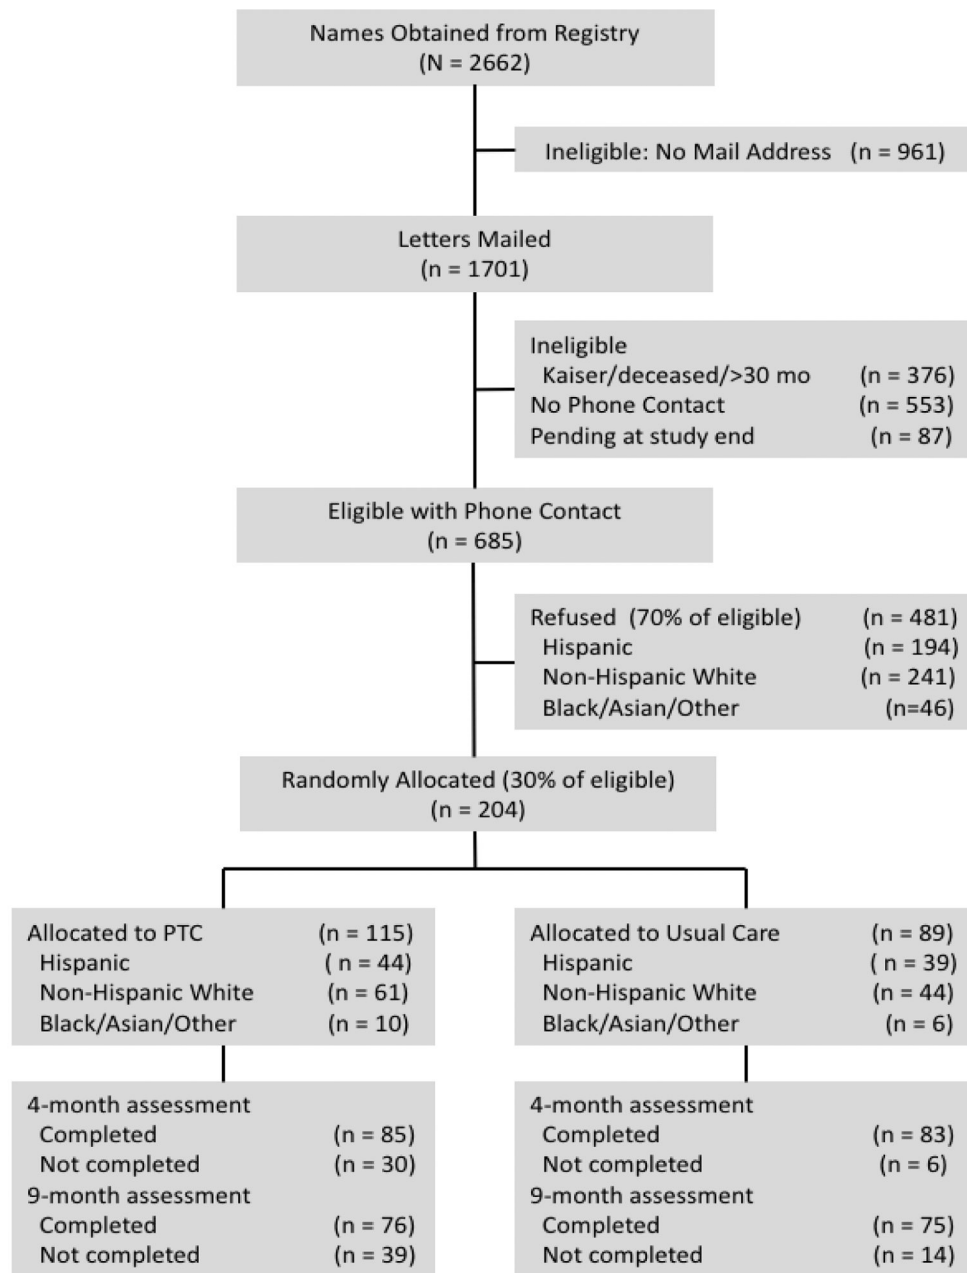 Names Obtained from Registry
(N = 2662)
Ineligible: No Mail Address (n = 961)
Letters Mailed
(n = 1701)
Ineligible
Kaiser/deceased/>30 mo (n = 376)
No Phone Contact (n = 553)
Pending at study end (n = 87)
Eligible with Phone Contact
(n = 685)
Refused (70% of eligible) (n = 481)
Hispanic (n = 194)
Non-Hispanic White (n = 241)
Black/Asian/Other (n=46)
Randomly Allocated (30% of eligible)
(n = 204)
Allocated to PTC (n = 115)
Hispanic ( n = 44)
Non-Hispanic White (n = 61)
Black/Asian/Other (n = 10)
Allocated to Usual Care (n = 89)
Hispanic ( n = 39)
Non-Hispanic White (n = 44)
Black/Asian/Other (n = 6)
4-month assessment
Completed (n = 85)
Not completed (n = 30)
9-month assessment
Completed (n = 76)
Not completed (n = 39)
4-month assessment
Completed (n = 83)
Not completed (n = 6)
9-month assessment
Completed (n = 75)
Not completed (n = 14)